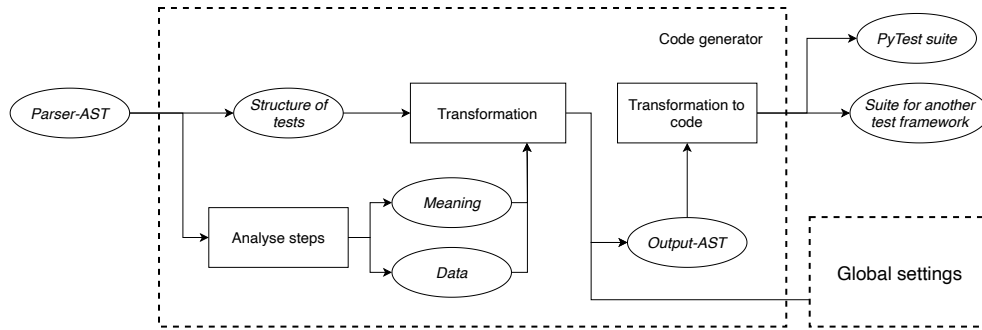 Code generator
PyTest suite
Parser-AST
Structure of
tests
Transformation
Transformation to
code
Suite for another
test framework
Meaning
Analyse steps
Data
Output-AST
Global settings